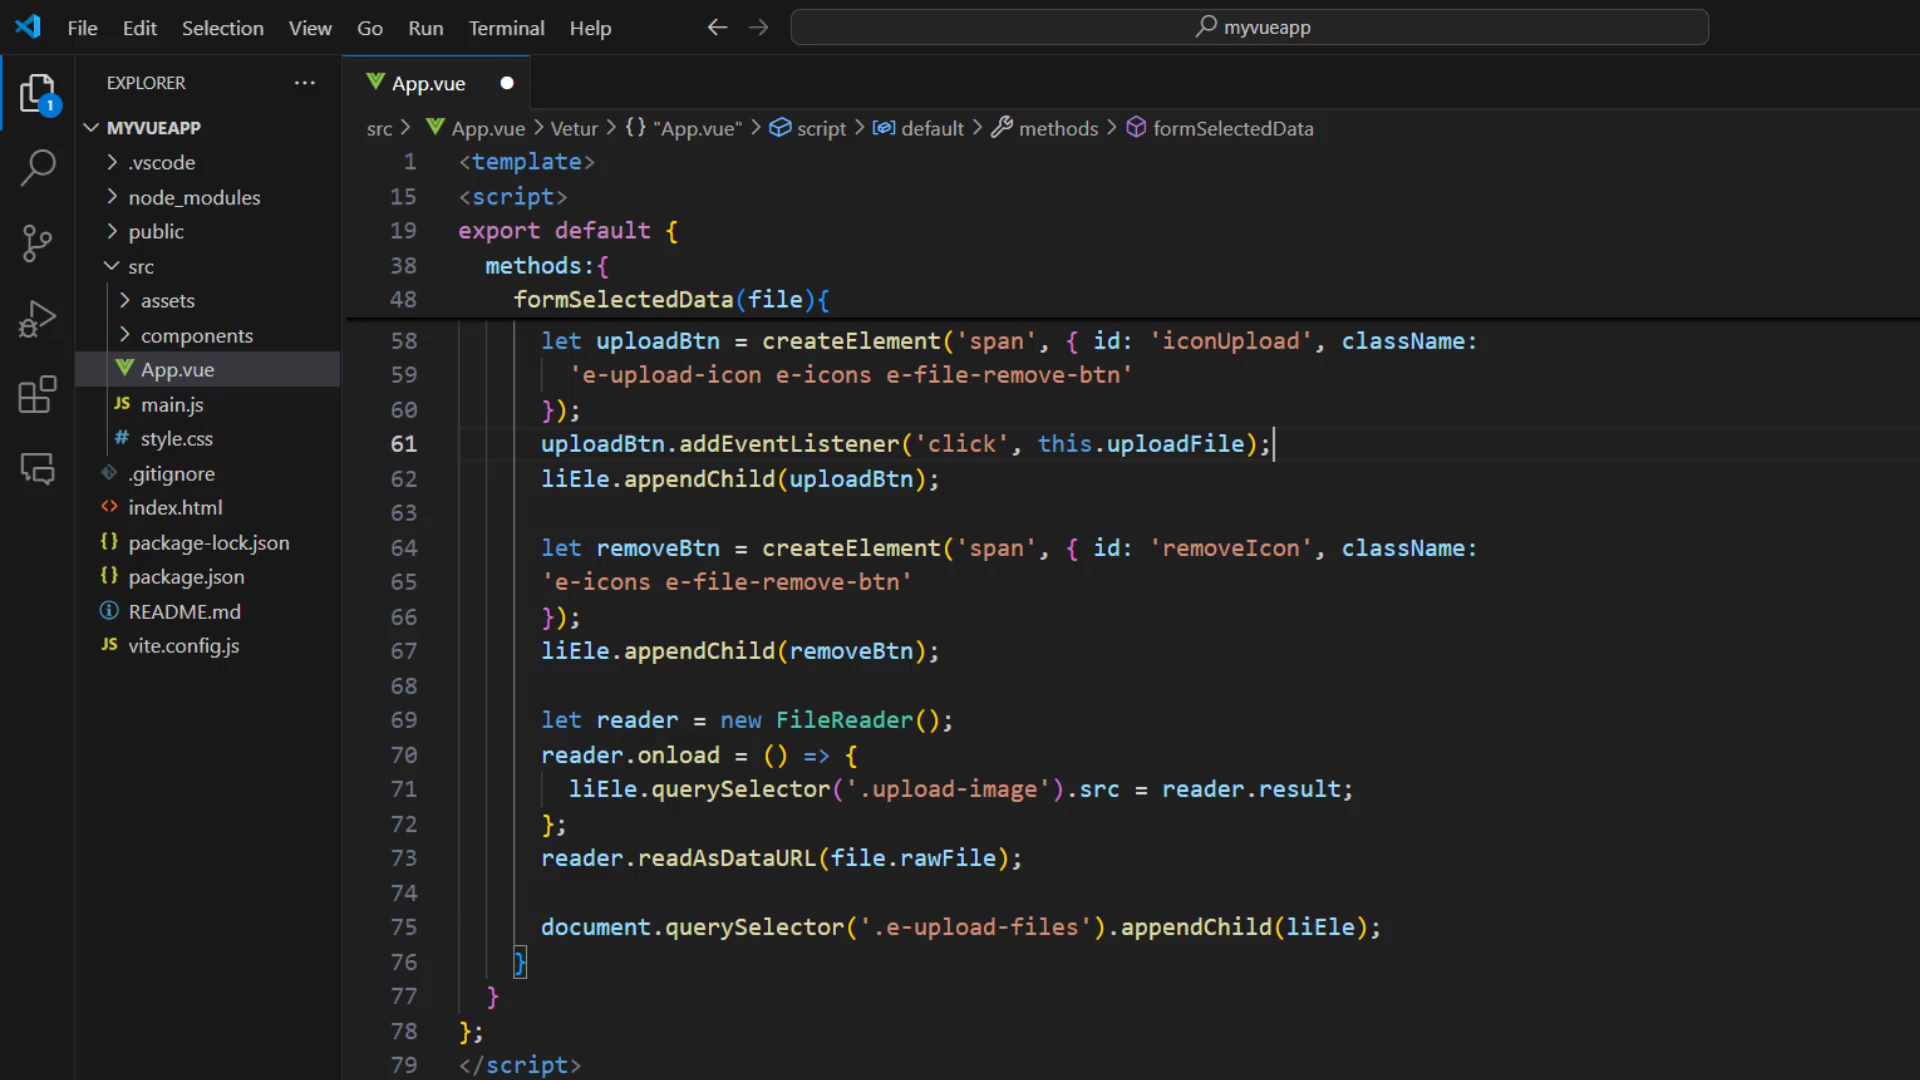 File Edit Selection View Go Run Terminal Help
myvueapp
1
EXPLORER
MYVUEAPP
.vscode
node_modules
public
src
assets
components
App.vue
JS main.js
# style.css
.gitignore
<> index.html
{} package-lock.json
{} package.json
README.md
JS vite.config.js
App.vue
src > App.vue > Vetur > {} "App.vue" > script > default > methods > formSelectedData
1 <template>
15 <script>
19 export default {
38 methods:{
48 formSelectedData(file){
58 let uploadBtn = createElement('span', { id: 'iconUpload', className:
59 'e-upload-icon e-icons e-file-remove-btn'
60 });
61 uploadBtn.addEventListener('click', this.uploadFile);
62 liEle.appendChild(uploadBtn);
63
64 let removeBtn = createElement('span', { id: 'removeIcon', className:
65 'e-icons e-file-remove-btn'
66 });
67 liEle.appendChild(removeBtn);
68
69 let reader = new FileReader();
70 reader.onload = () => {
71 liEle.querySelector('.upload-image').src = reader.result;
72 };
73 reader.readAsDataURL(file.rawFile);
74
75 document.querySelector('.e-upload-files').appendChild(liEle);
76 }
77 }
78 };
79 </script>